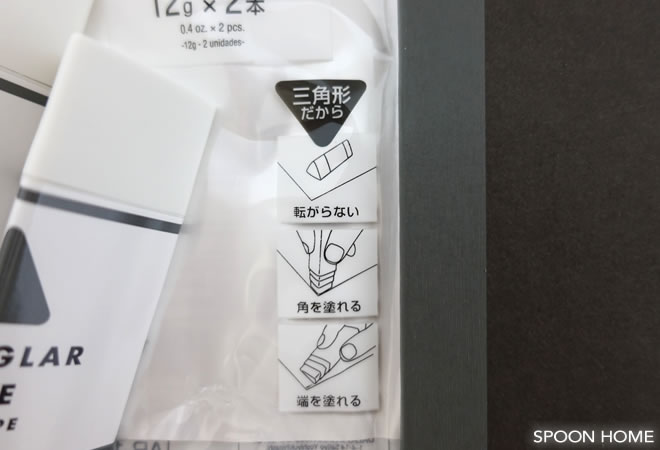 12g × 2本
0.4 oz. × 2 pcs.
-12g - 2 unidades-
三角形
だから
転がらない
角を塗れる
端を塗れる
GLAR
SPOON HOME